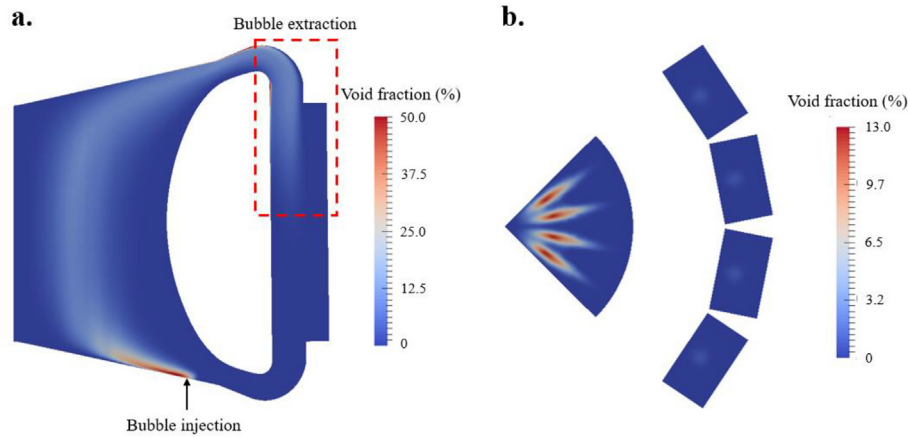 a.
Bubble extraction
Void fraction (%)
50.0
37.5
25.0
12.5
0
Bubble injection
b.
Void fraction (%)
13.0
9.7
6.5
3.2
0